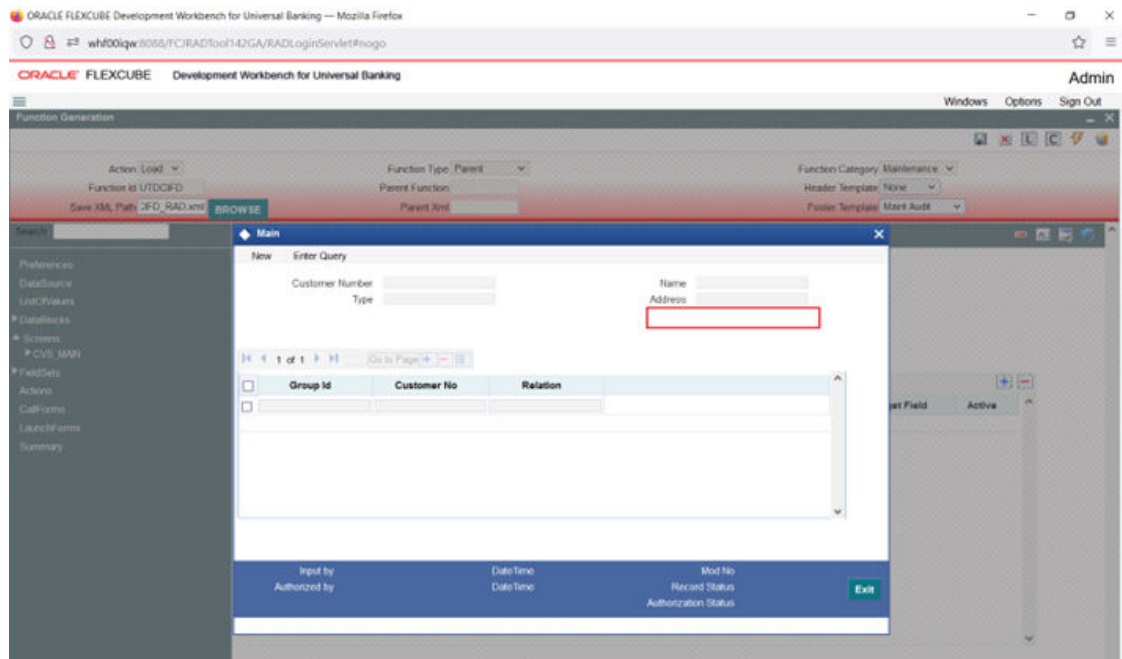 ORACLE FLEXCUBE Development Workbench for Universal Banking — Mozilla Firefox
whf00iqw:8088/FCJRADTool142GA/RADLoginServlet#nogo
ORACLE FLEXCUBE Development Workbench for Universal Banking
Admin
Windows Options Sign Out
Function Generation
Action Load Function Type Parent Function Category Maintenance
Function Id UTDCIFD Parent Function Header Template None
Save XML Path CIFD_RAD.xml BROWSE Parent Xml Footer Template Maint Audit
Search
Preferences
DataSource
ListOfValues
DataBlocks
Screens
CVS_MAIN
FieldSets
Actions
CallForms
LaunchForms
Summary
Main
New Enter Query
Customer Number Name
Type Address
1 of 1 Go to Page
Group Id Customer No Relation
get Field Active
Input by DateTime Mod No
Authorized by DateTime Record Status
Authorization Status
Exit